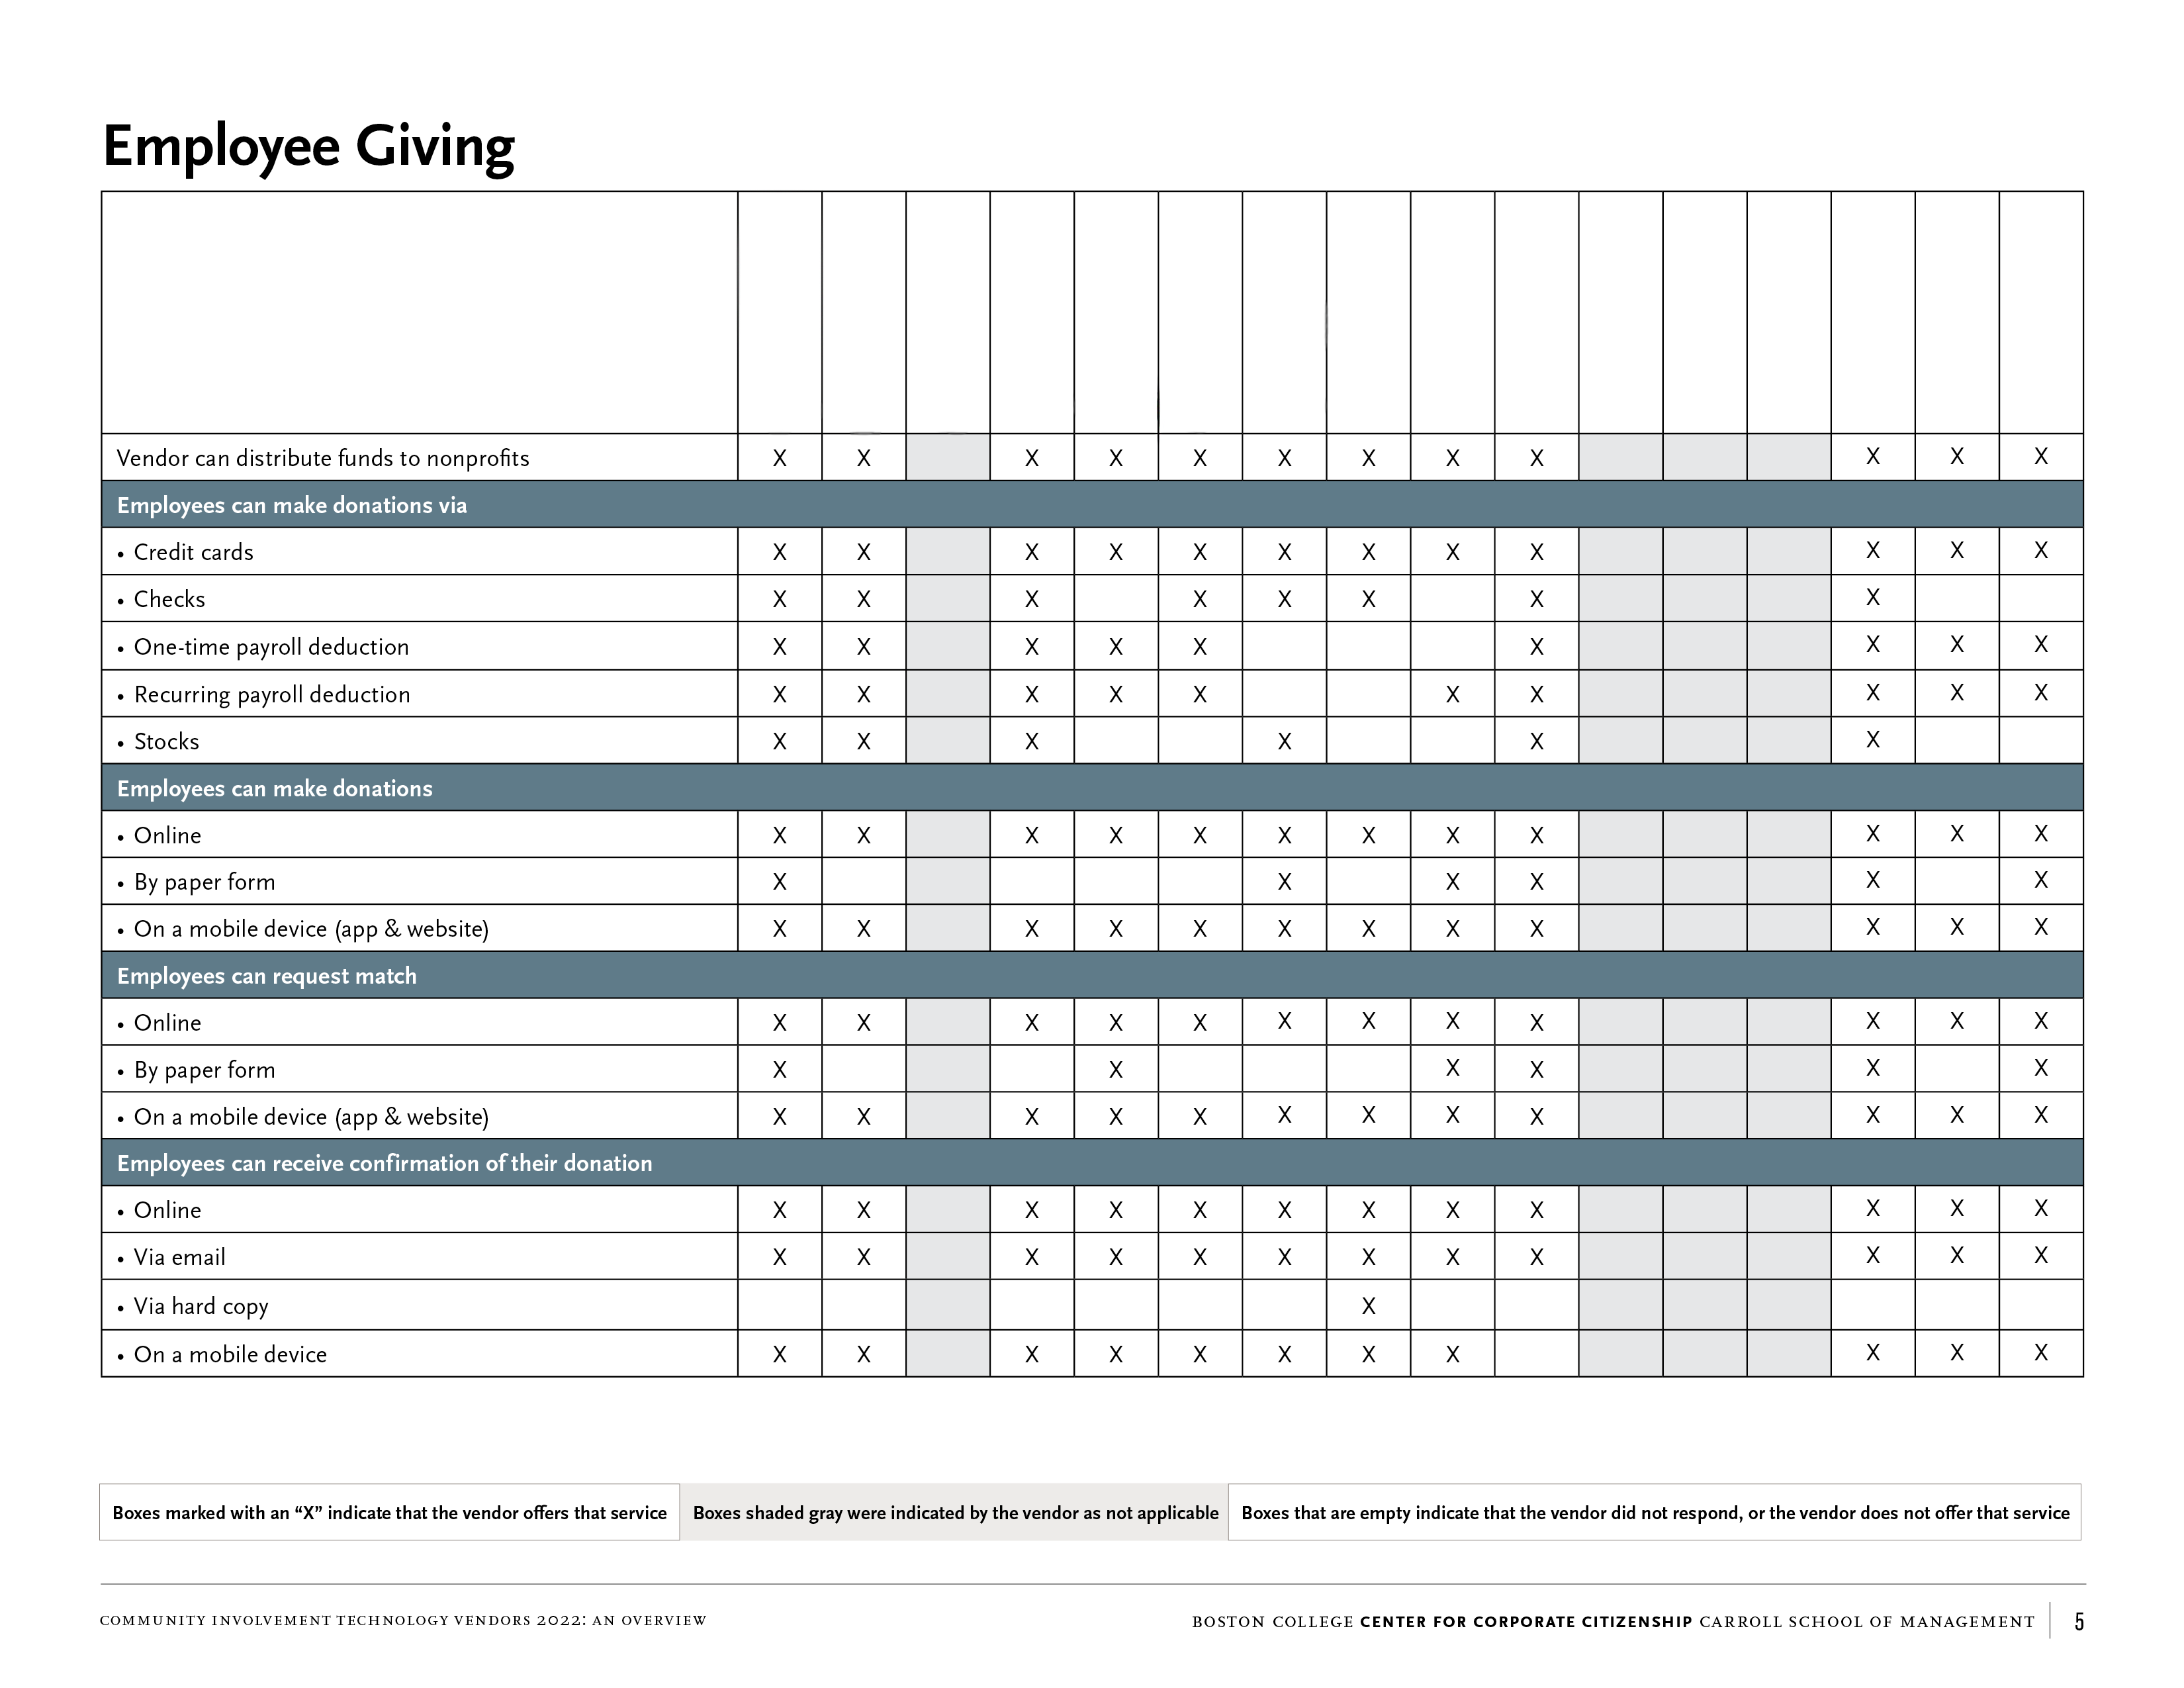 Employee Giving
Vendor can distribute funds to nonprofits X X X X X X X X X X X X
Employees can make donations via
• Credit cards X X X X X X X X X X X X
• Checks X X X X X X X X
• One-time payroll deduction X X X X X X X X X
• Recurring payroll deduction X X X X X X X X X X
• Stocks X X X X X X
Employees can make donations
• Online X X X X X X X X X X X X
• By paper form X X X X X X
• On a mobile device (app & website) X X X X X X X X X X X X
Employees can request match
• Online X X X X X X X X X X X X
• By paper form X X X X X X
• On a mobile device (app & website) X X X X X X X X X X X X
Employees can receive confirmation of their donation
• Online X X X X X X X X X X X X
• Via email X X X X X X X X X X X X
• Via hard copy X
• On a mobile device X X X X X X X X X X X
Boxes marked with an “X” indicate that the vendor offers that service Boxes shaded gray were indicated by the vendor as not applicable Boxes that are empty indicate that the vendor did not respond, or the vendor does not offer that service
COMMUNITY INVOLVEMENT TECHNOLOGY VENDORS 2022: AN OVERVIEW BOSTON COLLEGE CENTER FOR CORPORATE CITIZENSHIP CARROLL SCHOOL OF MANAGEMENT 5